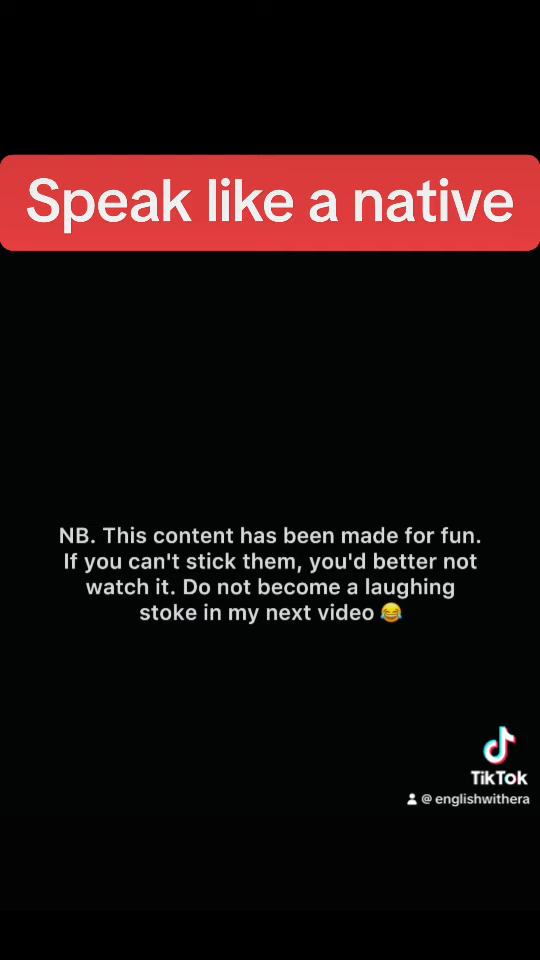 Speak like a native
NB. This content has been made for fun.
If you can't stick them, you'd better not
watch it. Do not become a laughing
stoke in my next video 😂
TikTok
@ englishwithera